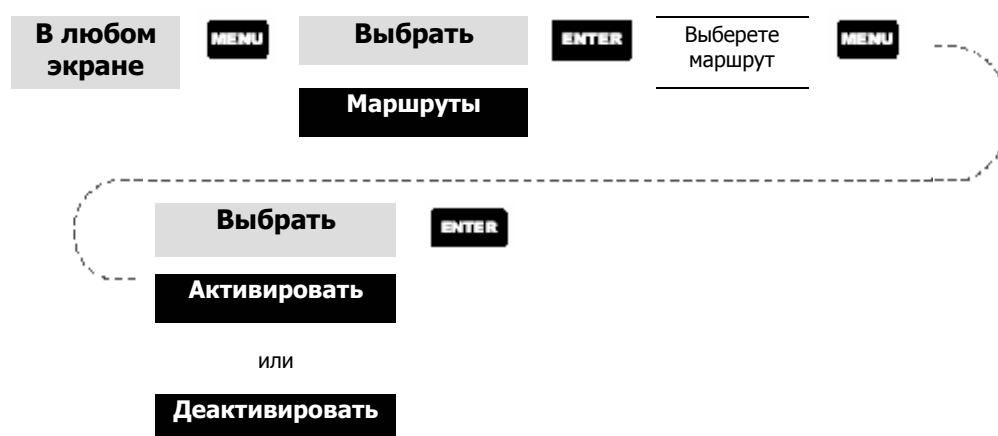 В любом
экране
MENU
Выбрать
Маршруты
ENTER
Выберете
маршрут
MENU
Выбрать
Активировать
или
Деактивировать
ENTER